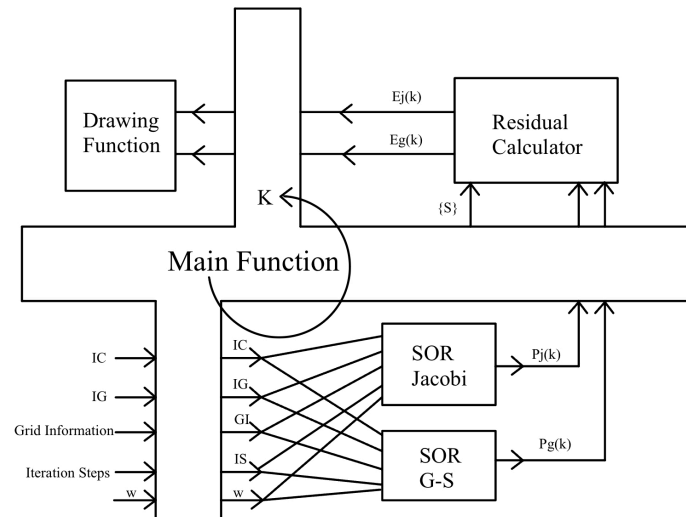 Ej(k)
Drawing
Function
Residual
Calculator
Eg(k)
K
{S}
Main Function
IC
IC
SOR
Jacobi
Pj(k)
IG
IG
Grid Information
GI
SOR
G-S
Pg(k)
Iteration Steps
IS
w
w